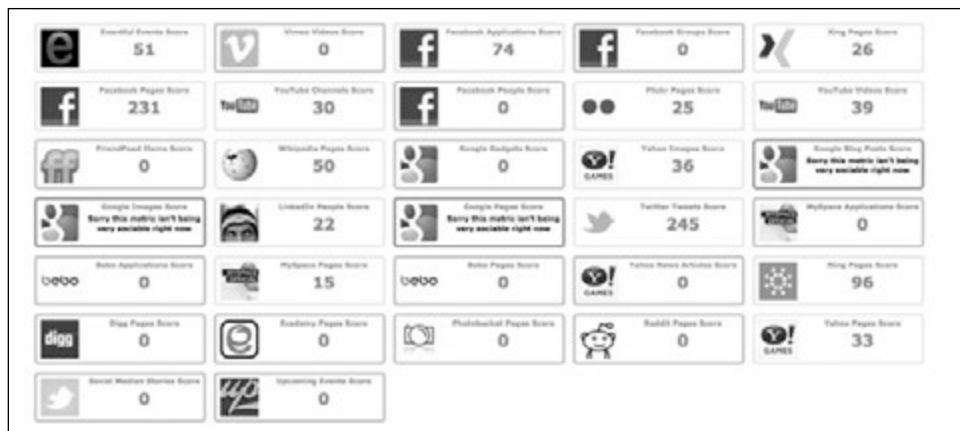 Eventful Events Score
51
Vimeo Videos Score
0
Facebook Applications Score
74
Facebook Groups Score
0
Xing Pages Score
26
Facebook Pages Score
231
YouTube Channels Score
30
Facebook People Score
0
Flickr Pages Score
25
YouTube Videos Score
39
FriendFeed Items Score
0
Wikipedia Pages Score
50
Google Gadgets Score
0
Yahoo Images Score
36
Google Blog Posts Score
Sorry this metric isn't being
very sociable right now
Google Images Score
Sorry this metric isn't being
very sociable right now
LinkedIn People Score
22
Google Pages Score
Sorry this metric isn't being
very sociable right now
Twitter Tweets Score
245
MySpace Applications Score
0
Bebo Applications Score
0
MySpace Pages Score
15
Bebo Pages Score
0
Yahoo News Articles Score
0
Ning Pages Score
96
Digg Pages Score
0
Ecademy Pages Score
0
Photobucket Pages Score
0
Reddit Pages Score
0
Yahoo Pages Score
33
Social Median Stories Score
0
Upcoming Events Score
0